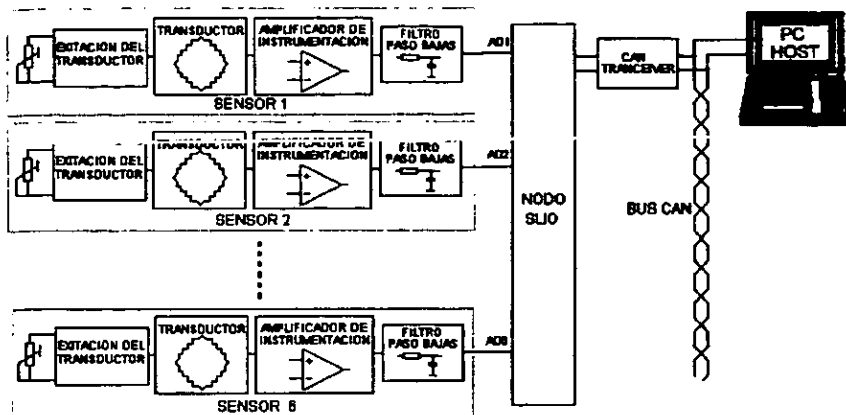 EXITACION DEL
TRANSDUCTOR
TRANSDUCTOR
AMPLIFICADOR DE
INSTRUMENTACION
FILTRO
PASO BAJAS
AD1
SENSOR 1
EXITACION DEL
TRANSDUCTOR
TRANSDUCTOR
AMPLIFICADOR DE
INSTRUMENTACION
FILTRO
PASO BAJAS
AD2
SENSOR 2
EXITACION DEL
TRANSDUCTOR
TRANSDUCTOR
AMPLIFICADOR DE
INSTRUMENTACION
FILTRO
PASO BAJAS
SENSOR 6
NODO
SLIO
CAN
TRANCEIVER
BUS CAN
PC
HOST